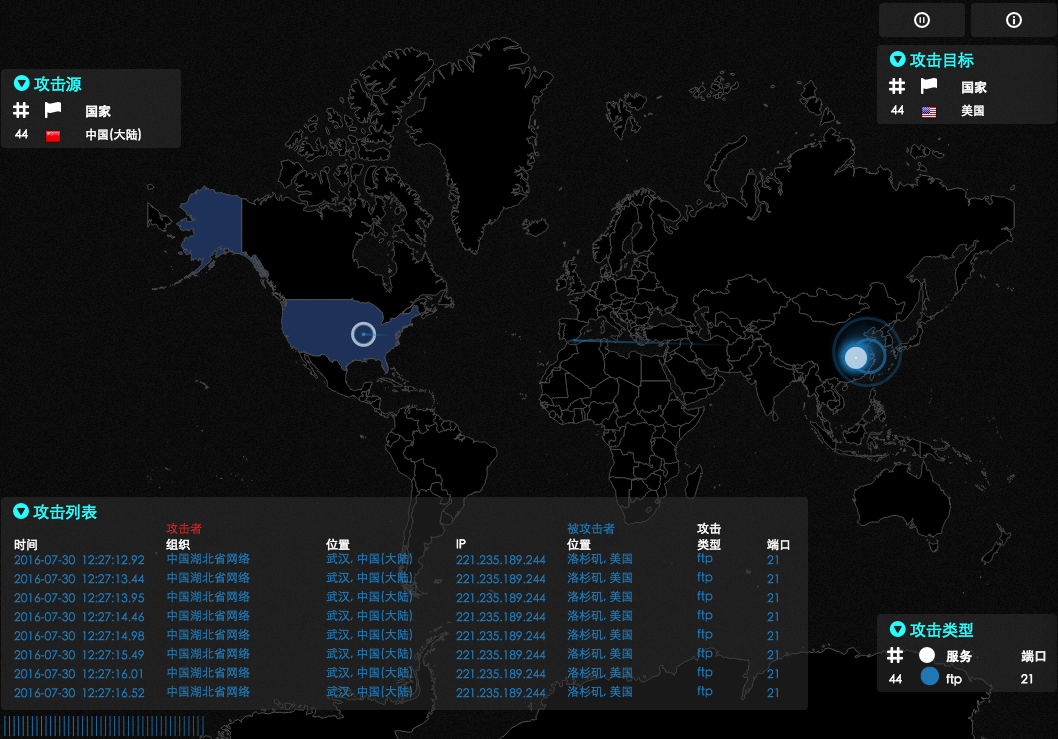 攻击源
# 国家
44 中国(大陆)
攻击目标
# 国家
44 美国
攻击列表
攻击者 被攻击者 攻击
时间 组织 位置 IP 位置 类型 端口
2016-07-30 12:27:12.92 中国湖北省网络 武汉, 中国(大陆) 221.235.189.244 洛杉矶, 美国 ftp 21
2016-07-30 12:27:13.44 中国湖北省网络 武汉, 中国(大陆) 221.235.189.244 洛杉矶, 美国 ftp 21
2016-07-30 12:27:13.95 中国湖北省网络 武汉, 中国(大陆) 221.235.189.244 洛杉矶, 美国 ftp 21
2016-07-30 12:27:14.46 中国湖北省网络 武汉, 中国(大陆) 221.235.189.244 洛杉矶, 美国 ftp 21
2016-07-30 12:27:14.98 中国湖北省网络 武汉, 中国(大陆) 221.235.189.244 洛杉矶, 美国 ftp 21
2016-07-30 12:27:15.49 中国湖北省网络 武汉, 中国(大陆) 221.235.189.244 洛杉矶, 美国 ftp 21
2016-07-30 12:27:16.01 中国湖北省网络 武汉, 中国(大陆) 221.235.189.244 洛杉矶, 美国 ftp 21
2016-07-30 12:27:16.52 中国湖北省网络 武汉, 中国(大陆) 221.235.189.244 洛杉矶, 美国 ftp 21
攻击类型
# 服务 端口
44 ftp 21